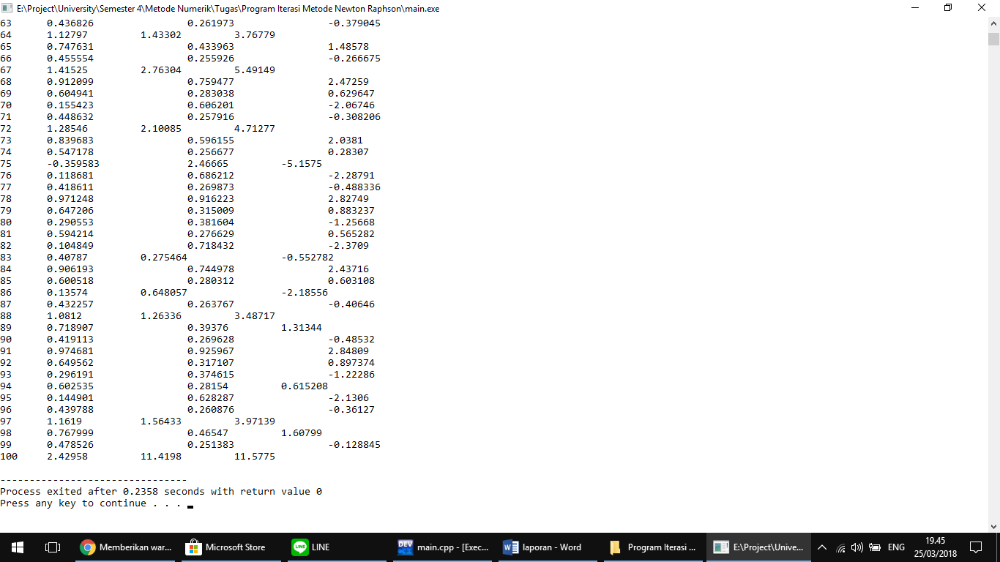 E:\Project\University\Semester 4\Metode Numerik\Tugas\Program Iterasi Metode Newton Raphson\main.exe
63 0.436826 0.261973 -0.379045
64 1.12797 1.43302 3.76779
65 0.747631 0.433963 1.48578
66 0.455554 0.255926 -0.266675
67 1.41525 2.76304 5.49149
68 0.912099 0.759477 2.47259
69 0.604941 0.283038 0.629647
70 0.155423 0.606201 -2.06746
71 0.448632 0.257916 -0.308206
72 1.28546 2.10085 4.71277
73 0.839683 0.596155 2.0381
74 0.547178 0.256677 0.28307
75 -0.359583 2.46665 -5.1575
76 0.118681 0.686212 -2.28791
77 0.418611 0.269873 -0.488336
78 0.971248 0.916223 2.82749
79 0.647206 0.315009 0.883237
80 0.290553 0.381604 -1.25668
81 0.594214 0.276629 0.565282
82 0.104849 0.718432 -2.3709
83 0.40787 0.275464 -0.552782
84 0.906193 0.744978 2.43716
85 0.600518 0.280312 0.603108
86 0.13574 0.648057 -2.18556
87 0.432257 0.263767 -0.40646
88 1.0812 1.26336 3.48717
89 0.718907 0.39376 1.31344
90 0.419113 0.269628 -0.48532
91 0.974681 0.925967 2.84809
92 0.649562 0.317107 0.897374
93 0.296191 0.374615 -1.22286
94 0.602535 0.28154 0.615208
95 0.144901 0.628287 -2.1306
96 0.439788 0.260876 -0.36127
97 1.1619 1.56433 3.97139
98 0.767999 0.46547 1.60799
99 0.478526 0.251383 -0.128845
100 2.42958 11.4198 11.5775
--------------------------------
Process exited after 0.2358 seconds with return value 0
Press any key to continue . . .
Memberikan war... Microsoft Store LINE DEV main.cpp - [Exec... laporan - Word Program Iterasi ... E:\Project\Unive... ENG 19.45
25/03/2018